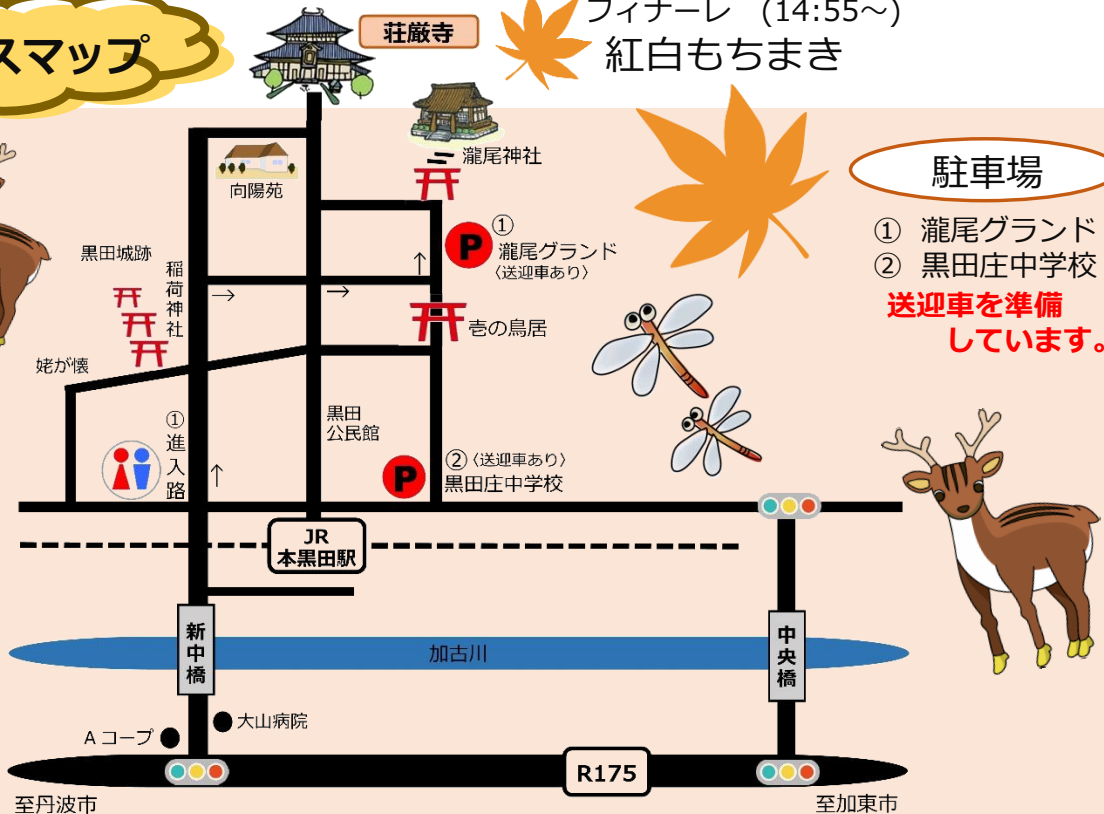 スマップ
荘厳寺
フィナーレ (14:55～)
紅白もちまき
瀧尾神社
向陽苑
駐車場
① 瀧尾グランド
② 黒田庄中学校
送迎車を準備
しています。
P
①
瀧尾グランド
〈送迎車あり〉
黒田城跡
稲荷神社
↑
→
→
壱の鳥居
姥が懐
①進入路
↑
黒田
公民館
P
②〈送迎車あり〉
黒田庄中学校
JR
本黒田駅
新中橋
加古川
中央橋
大山病院
Aコープ
R175
至丹波市
至加東市